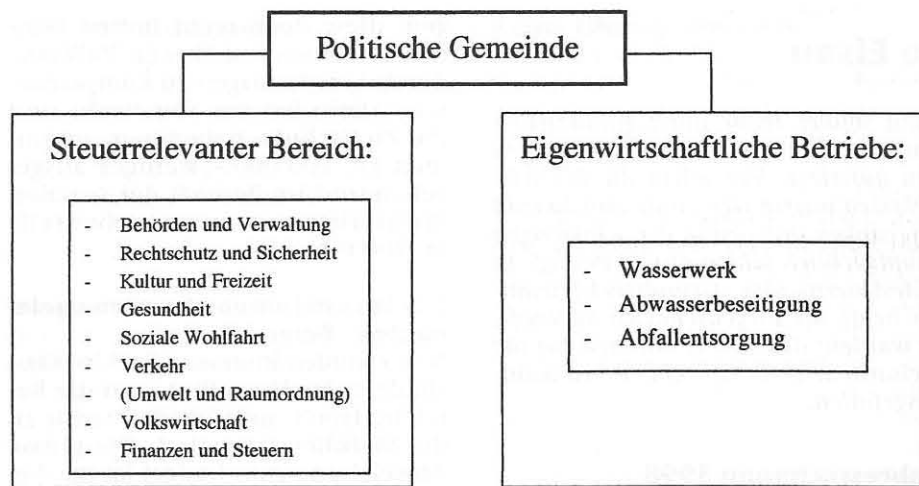 Politische Gemeinde
Steuerrelevanter Bereich:
- Behörden und Verwaltung
- Rechtschutz und Sicherheit
- Kultur und Freizeit
- Gesundheit
- Soziale Wohlfahrt
- Verkehr
- (Umwelt und Raumordnung)
- Volkswirtschaft
- Finanzen und Steuern
Eigenwirtschaftliche Betriebe:
- Wasserwerk
- Abwasserbeseitigung
- Abfallentsorgung